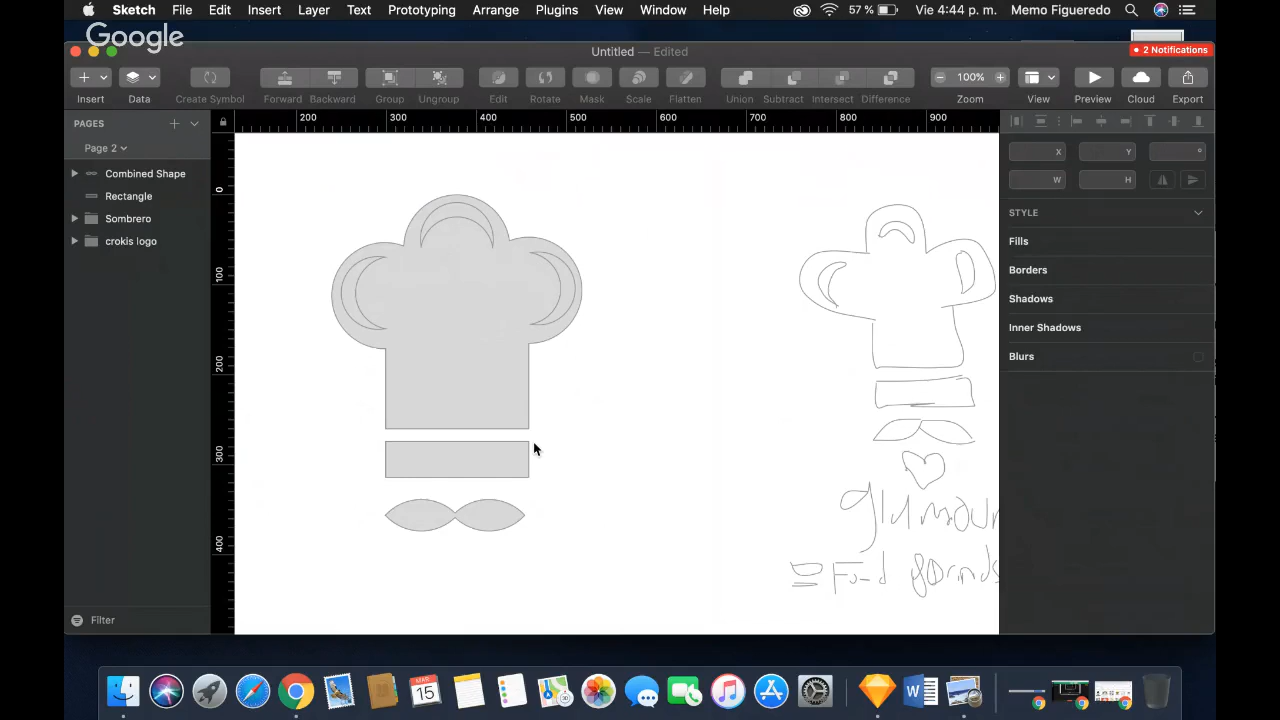 Sketch File Edit Insert Layer Text Prototyping Arrange Plugins View Window Help 57 % Vie 4:44 p. m. Memo Figueredo
Google
Untitled — Edited
2 Notifications
Insert Data Create Symbol Forward Backward Group Ungroup Edit Rotate Mask Scale Flatten Union Subtract Intersect Difference 100% Zoom View Preview Cloud Export
PAGES
200 300 400 500 600 700 800 900
Page 2
X Y °
W H
Combined Shape
Rectangle
Sombrero
crokis logo
0
100
200
300
400
STYLE
Fills
Borders
Shadows
Inner Shadows
Blurs
Filter
MAR
15